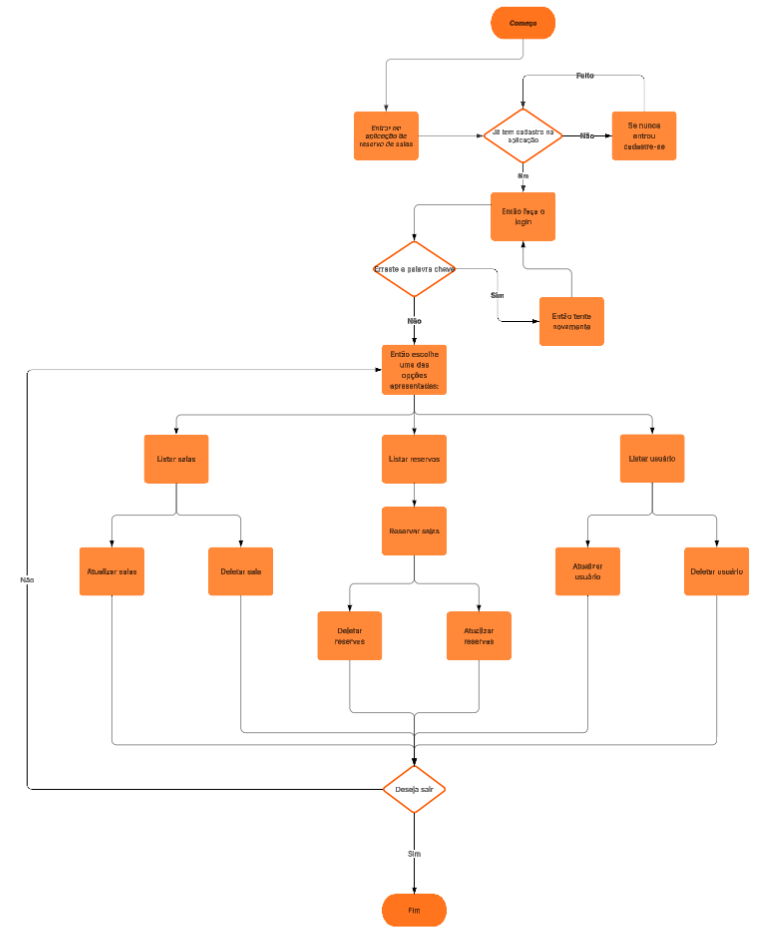 Começo
Feito
Entrar na
aplicação de
reserva de salas
Já tem cadastro na
aplicação
Não
Se nunca
entrou
cadastre-se
Sim
Então faça o
login
Erraste a palavra chave
Sim
Então tente
novamente
Não
Então escolhe
uma das
opções
apresentadas:
Listar salas
Listar reservas
Listar usuário
Reservar salas
Atualizar salas
Deletar sala
Atualizar
usuário
Deletar usuário
Não
Deletar
reservas
Atualizar
reservas
Deseja sair
Sim
Fim